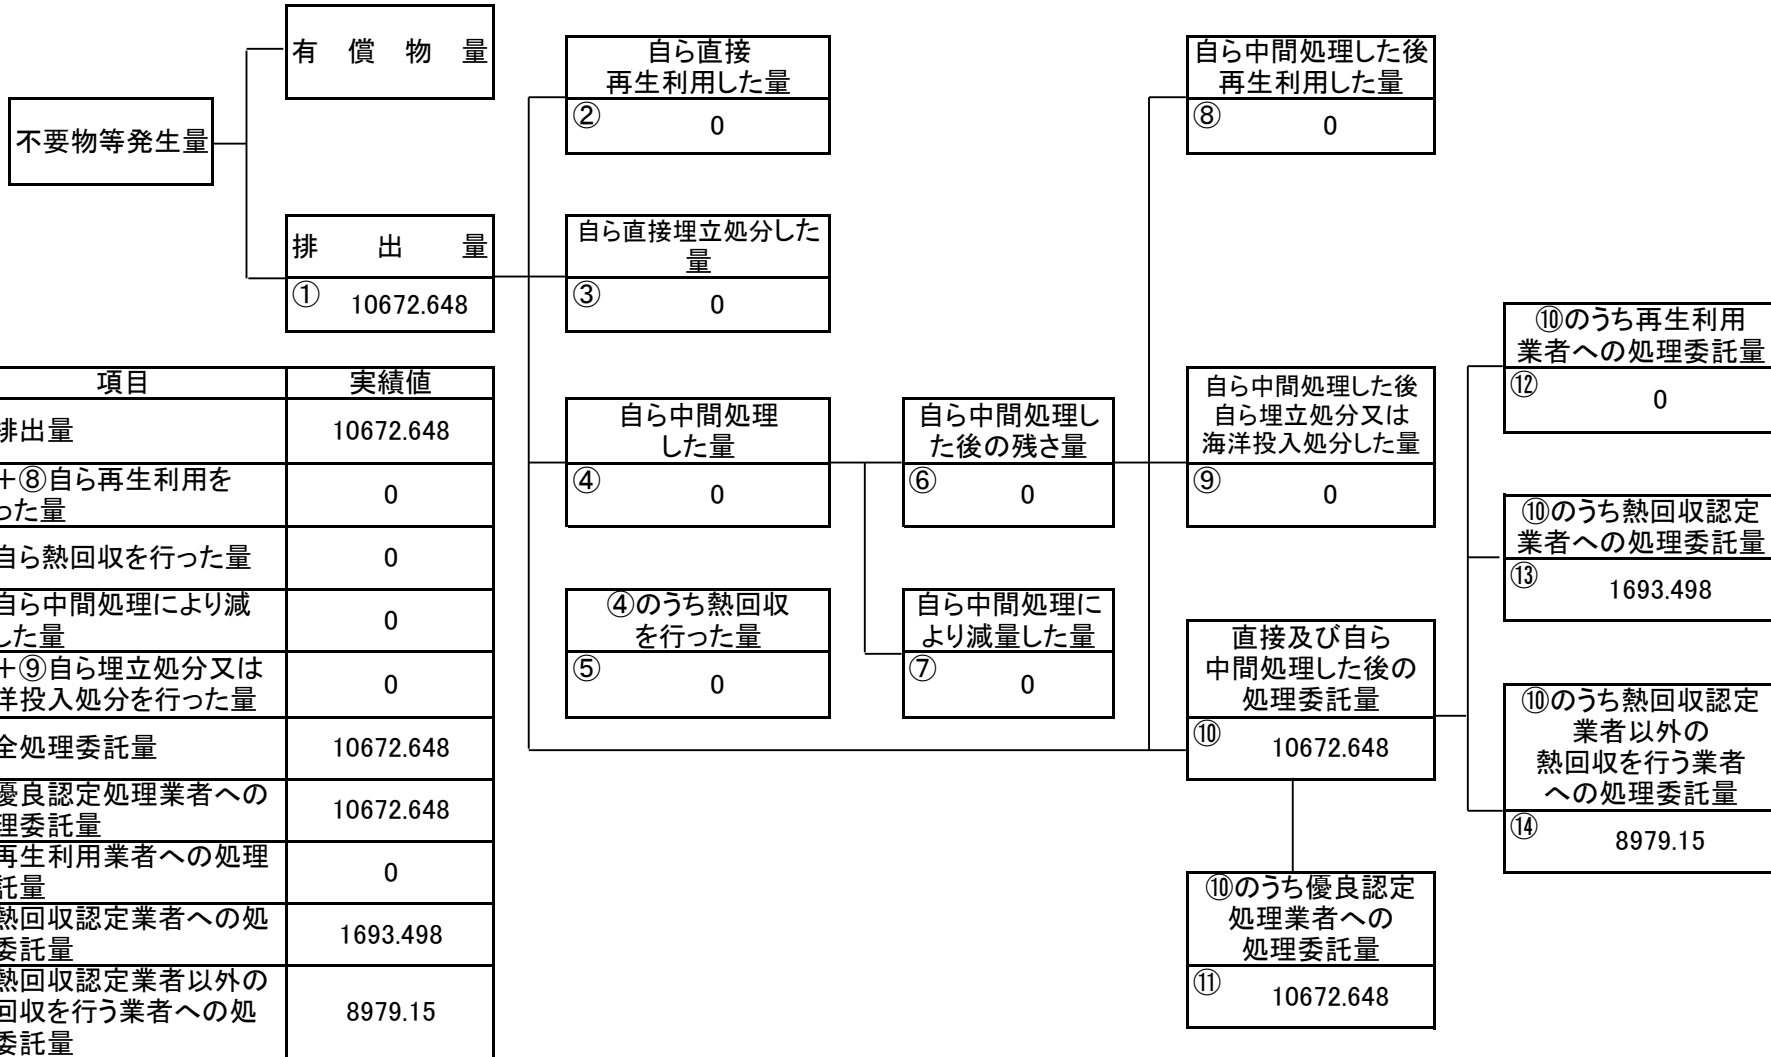 有償物量
不要物等発生量
排出量
① 10672.648
自ら直接
再生利用した量
② 0
自ら直接埋立処分した
量
③ 0
自ら中間処理
した量
④ 0
④のうち熱回収
を行った量
⑤ 0
自ら中間処理し
た後の残さ量
⑥ 0
自ら中間処理に
より減量した量
⑦ 0
自ら中間処理した後
再生利用した量
⑧ 0
自ら中間処理した後
自ら埋立処分又は
海洋投入処分した量
⑨ 0
直接及び自ら
中間処理した後の
処理委託量
⑩ 10672.648
⑩のうち優良認定
処理業者への
処理委託量
⑪ 10672.648
⑩のうち再生利用
業者への処理委託量
⑫ 0
⑩のうち熱回収認定
業者への処理委託量
⑬ 1693.498
⑩のうち熱回収認定
業者以外の
熱回収を行う業者
への処理委託量
⑭ 8979.15
項目 実績値
排出量 10672.648
+⑧自ら再生利用を
った量 0
自ら熱回収を行った量 0
自ら中間処理により減
した量 0
+⑨自ら埋立処分又は
洋投入処分を行った量 0
全処理委託量 10672.648
優良認定処理業者への
理委託量 10672.648
再生利用業者への処理
託量 0
熱回収認定業者への処
委託量 1693.498
熱回収認定業者以外の
回収を行う業者への処
委託量 8979.15